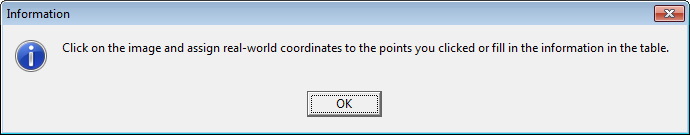 Information
Click on the image and assign real-world coordinates to the points you clicked or fill in the information in the table.
OK